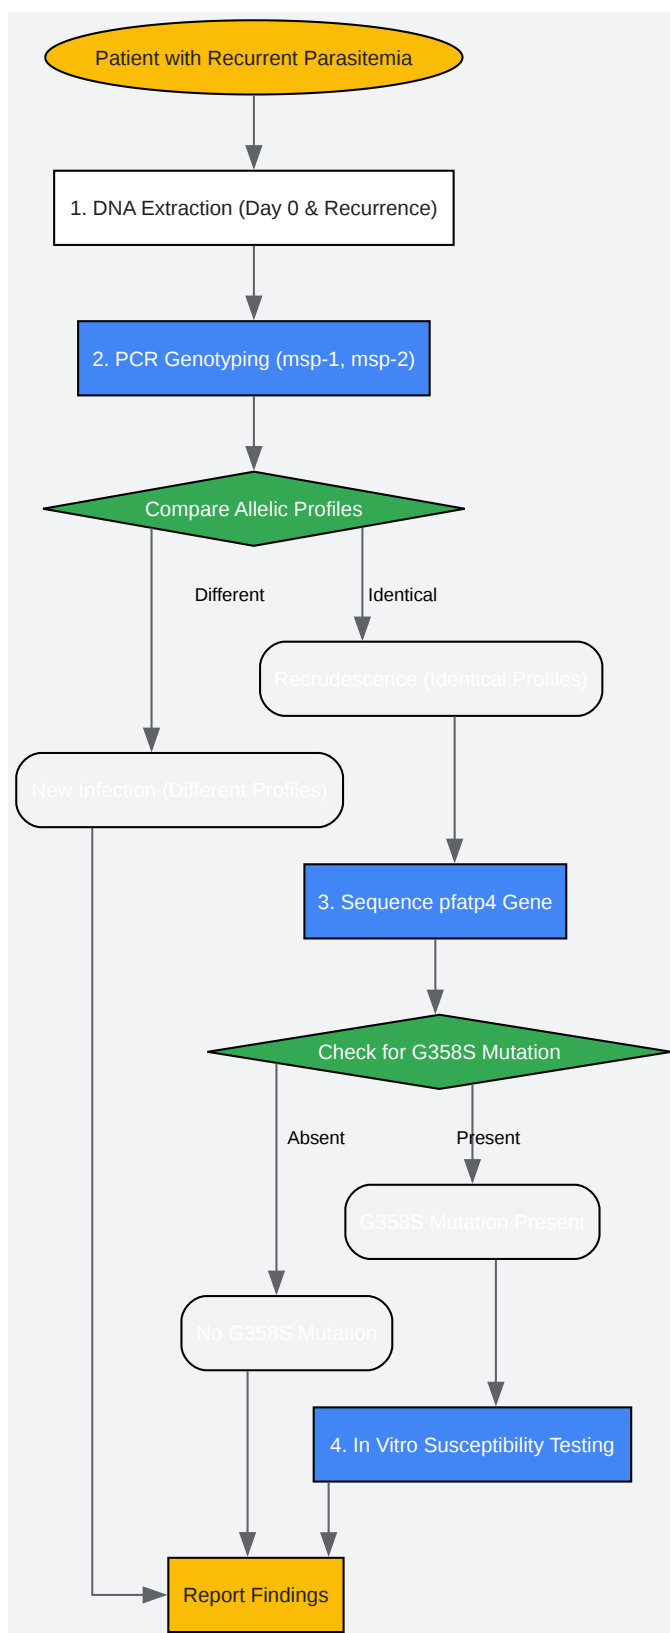 Patient with Recurrent Parasitemia
1. DNA Extraction (Day 0 & Recurrence)
2. PCR Genotyping (msp-1, msp-2)
Compare Allelic Profiles
Different
Identical
Recrudescence (Identical Profiles)
New Infection (Different Profiles)
3. Sequence pfatp4 Gene
Check for G358S Mutation
Absent
Present
G358S Mutation Present
No G358S Mutation
4. In Vitro Susceptibility Testing
Report Findings